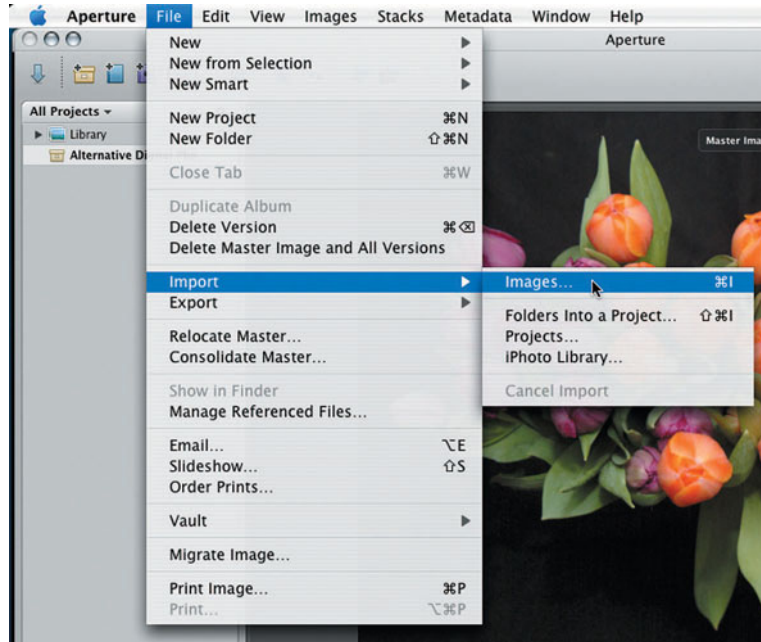 Aperture File Edit View Images Stacks Metadata Window Help
Aperture
All Projects
Library
Alternative
Master
New
New from Selection
New Smart
New Project ⌘N
New Folder ⇧⌘N
Close Tab ⌘W
Duplicate Album
Delete Version ⌘⌫
Delete Master Image and All Versions
Import
Export
Relocate Master...
Consolidate Master...
Show in Finder
Manage Referenced Files...
Email... ⌥E
Slideshow... ⇧S
Order Prints...
Vault
Migrate Image...
Print Image... ⌘P
Print... ⌥⌘P
Images... ⌘I
Folders Into a Project... ⇧⌘I
Projects...
iPhoto Library...
Cancel Import